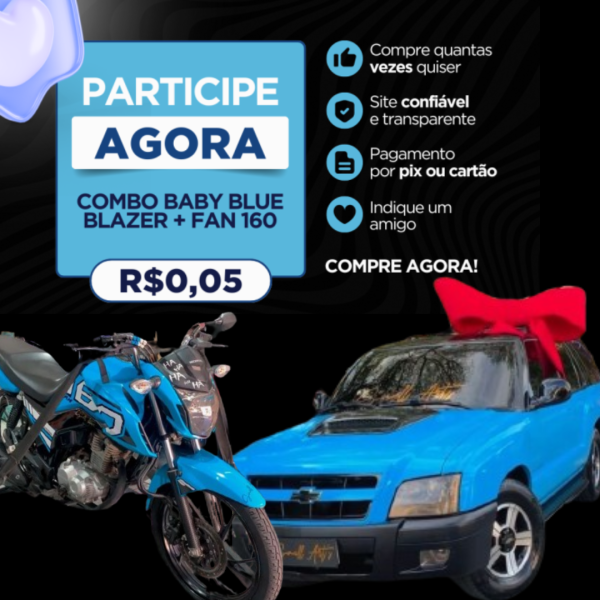 PARTICIPE
AGORA
COMBO BABY BLUE
BLAZER + FAN 160
R$0,05
Compre quantas
vezes quiser
Site confiável
e transparente
Pagamento
por pix ou cartão
Indique um
amigo
COMPRE AGORA!